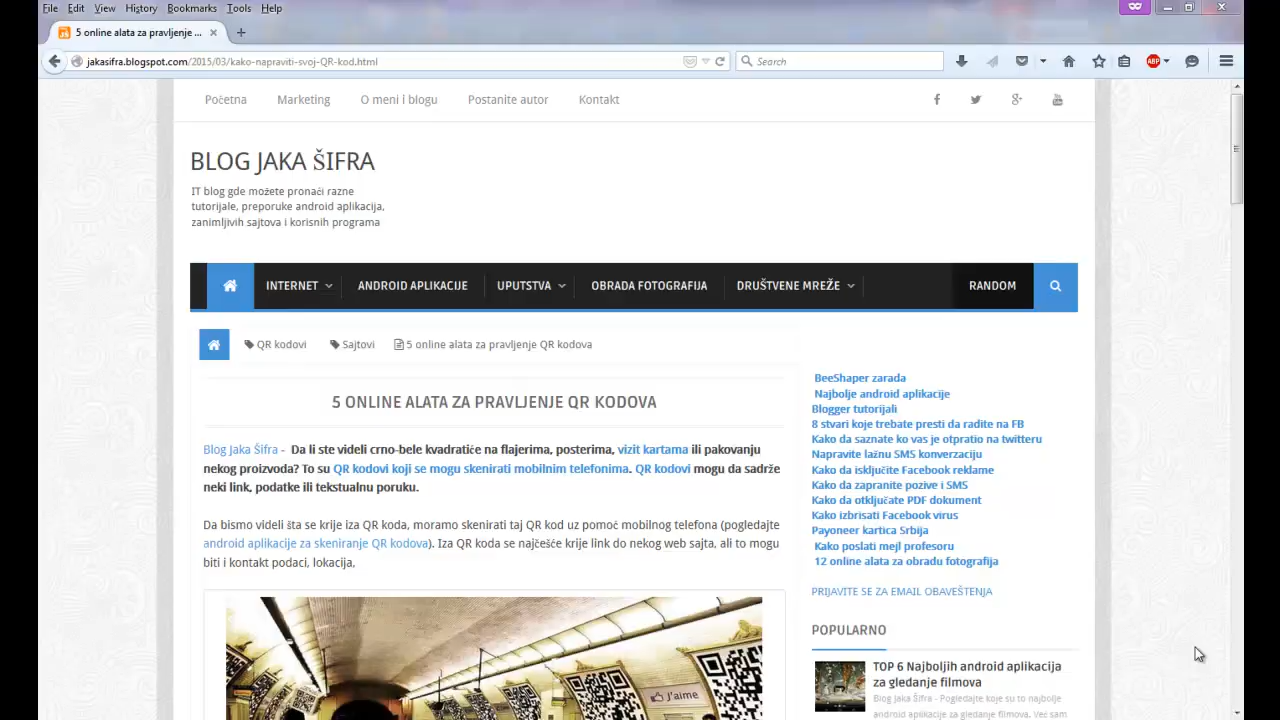 File Edit View History Bookmarks Tools Help
5 online alata za pravljenje ...
jakasifra.blogspot.com/2015/03/kako-napraviti-svoj-QR-kod.html
Search
ABP
Početna Marketing O meni i blogu Postanite autor Kontakt
BLOG JAKA ŠIFRA
IT blog gde možete pronaći razne
tutorijale, preporuke android aplikacija,
zanimljivih sajtova i korisnih programa
INTERNET ANDROID APLIKACIJE UPUTSTVA OBRADA FOTOGRAFIJA DRUŠTVENE MREŽE RANDOM
QR kodovi Sajtovi 5 online alata za pravljenje QR kodova
5 ONLINE ALATA ZA PRAVLJENJE QR KODOVA
Blog Jaka Šifra - Da li ste videli crno-bele kvadratiće na flajerima, posterima, vizit kartama ili pakovanju
nekog proizvoda? To su QR kodovi koji se mogu skenirati mobilnim telefonima. QR kodovi mogu da sadrže
neki link, podatke ili tekstualnu poruku.
Da bismo videli šta se krije iza QR koda, moramo skenirati taj QR kod uz pomoć mobilnog telefona (pogledajte
android aplikacije za skeniranje QR kodova). Iza QR koda se najčešće krije link do nekog web sajta, ali to mogu
biti i kontakt podaci, lokacija,
J'aime
BeeShaper zarada
Najbolje android aplikacije
Blogger tutorijali
8 stvari koje trebate presti da radite na FB
Kako da saznate ko vas je otpratio na twitteru
Napravite lažnu SMS konverzaciju
Kako da isključite Facebook reklame
Kako da zapratite pozive i SMS
Kako da otključate PDF dokument
Kako izbrisati Facebook virus
Payoneer kartica Srbija
Kako poslati mejl profesoru
12 online alata za obradu fotografija
PRIJAVITE SE ZA EMAIL OBAVEŠTENJA
POPULARNO
TOP 6 Najboljih android aplikacija
za gledanje filmova
Blog Jaka Šifra - Pogledajte koje su to najbolje
android aplikacije za gledanje filmova. Već sam